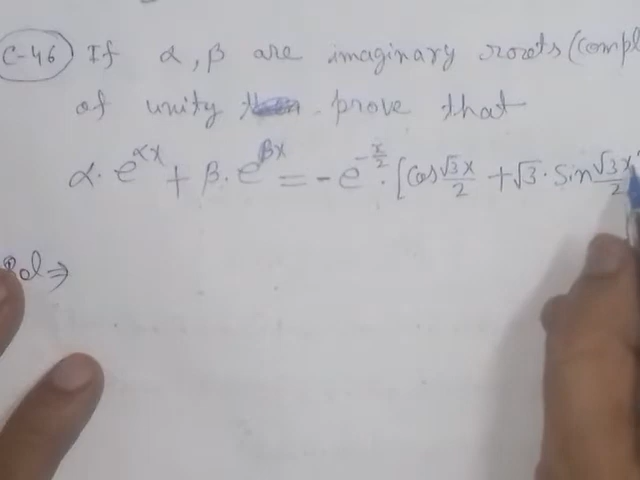 C-46 If α, β are imaginary roots (compl
of unity prove that
α. e^{αx} + β. e^{βx} = - e^{-x/2}. [Cos √3x/2 + √3. Sin √3x/2
Sol ⇒